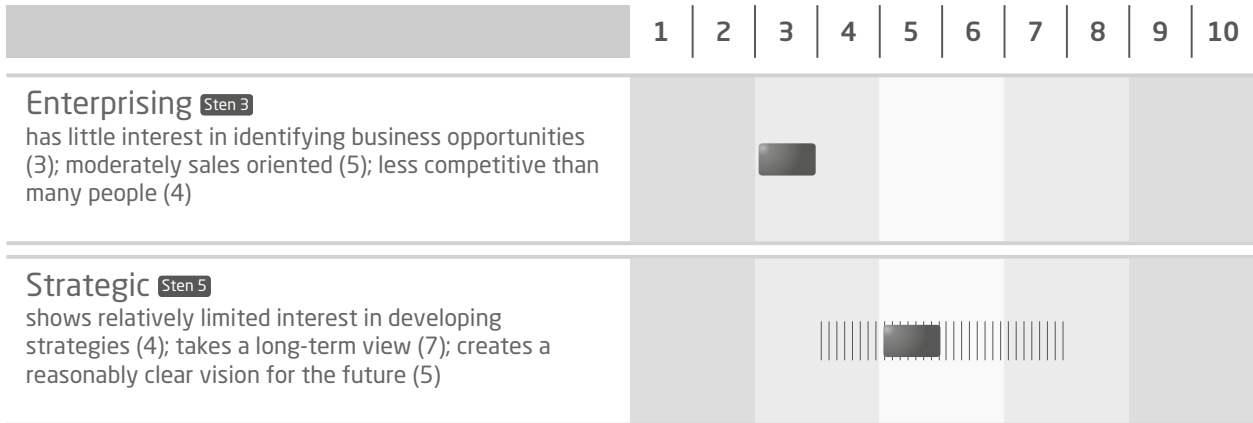 1 2 3 4 5 6 7 8 9 10
Enterprising Sten 3
has little interest in identifying business opportunities
(3); moderately sales oriented (5); less competitive than
many people (4)
Strategic Sten 5
shows relatively limited interest in developing
strategies (4); takes a long-term view (7); creates a
reasonably clear vision for the future (5)